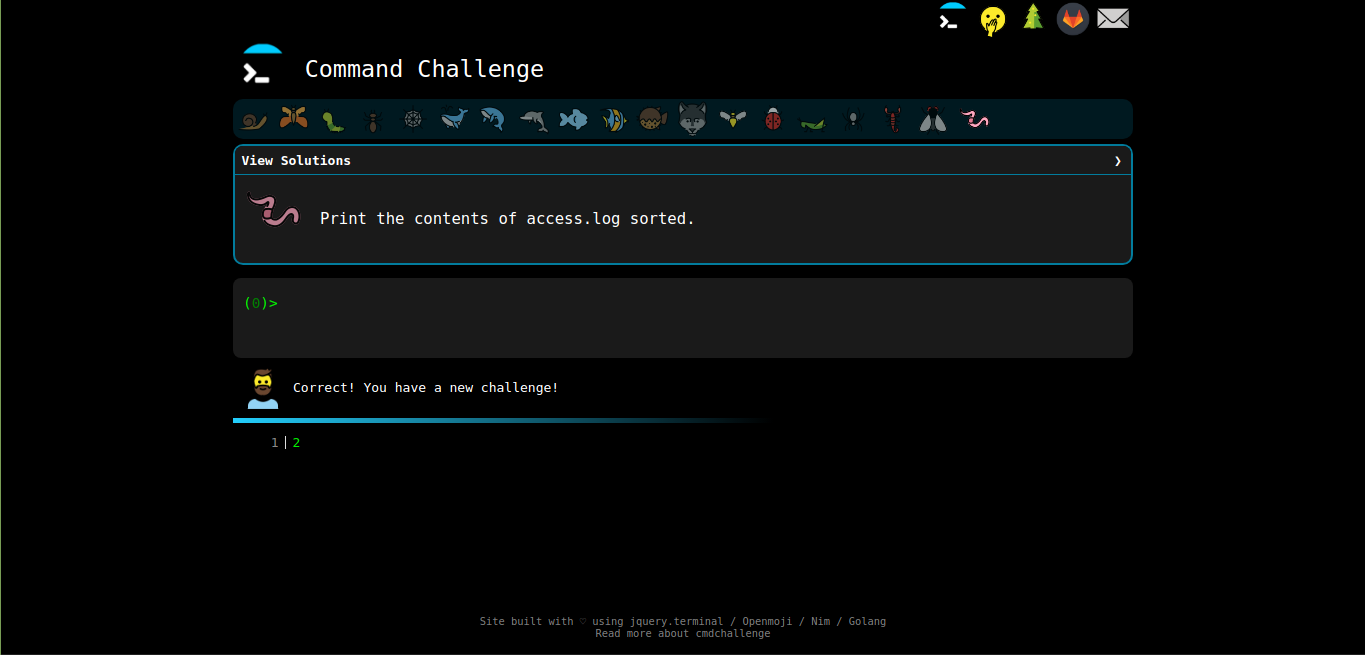 Command Challenge
View Solutions ❯
Print the contents of access.log sorted.
(0)>
Correct! You have a new challenge!
1 2
Site built with ♡ using jquery.terminal / Openmoji / Nim / Golang
Read more about cmdchallenge